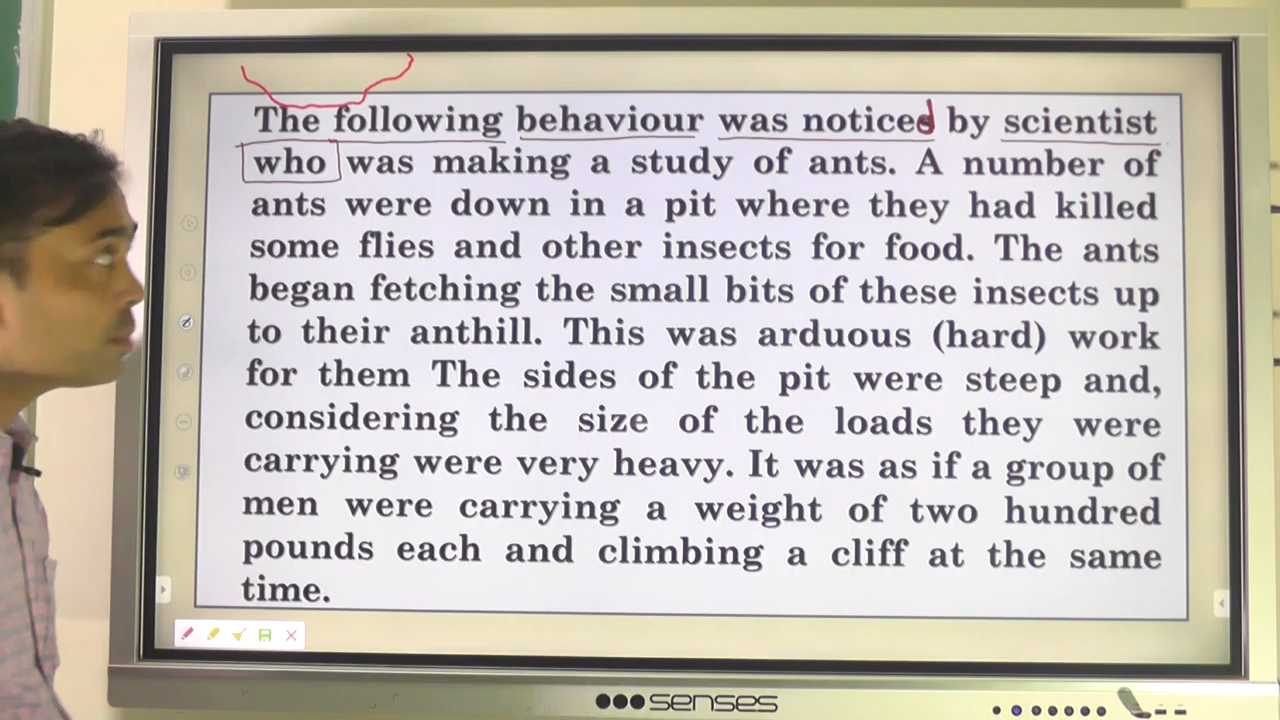 The following behaviour was noticed by scientist
who was making a study of ants. A number of
ants were down in a pit where they had killed
some flies and other insects for food. The ants
began fetching the small bits of these insects up
to their anthill. This was arduous (hard) work
for them The sides of the pit were steep and,
considering the size of the loads they were
carrying were very heavy. It was as if a group of
men were carrying a weight of two hundred
pounds each and climbing a cliff at the same
time.
senses